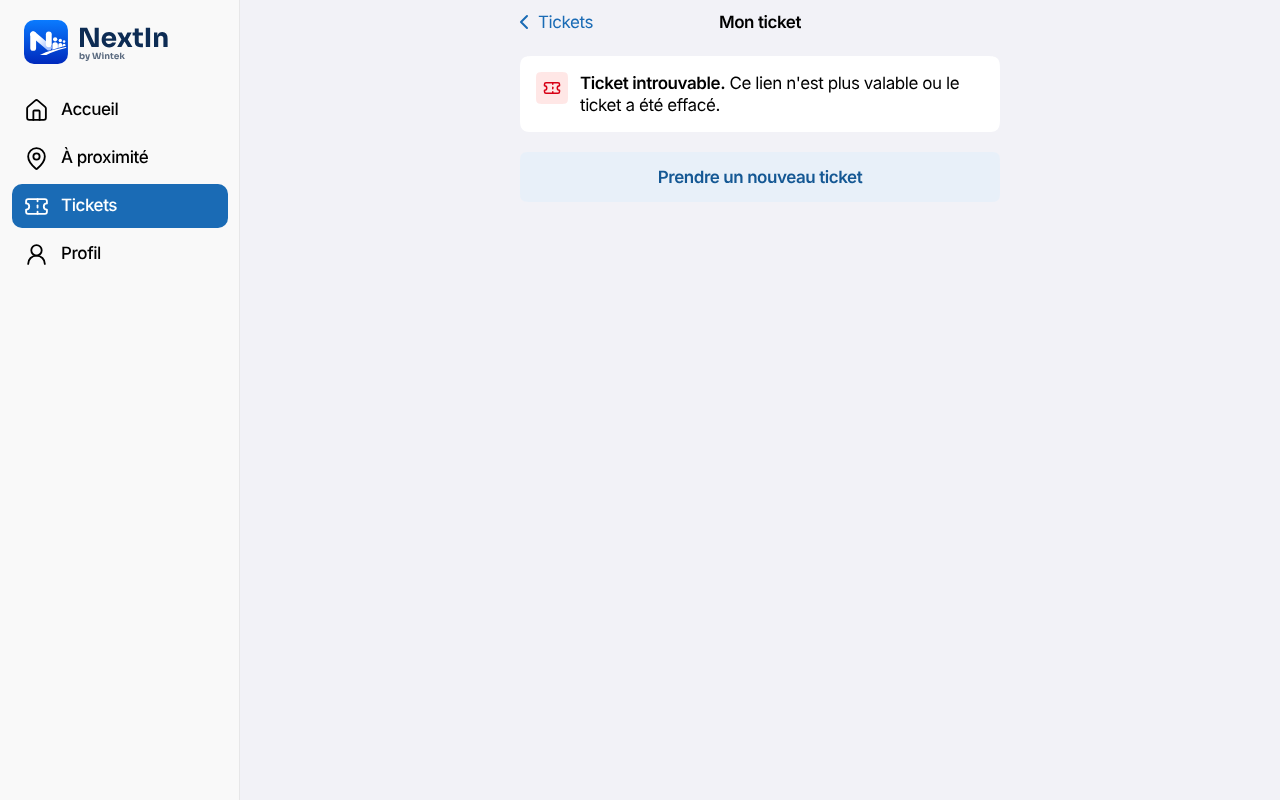 NextIn
by Wintek
Accueil
À proximité
Tickets
Profil
Tickets
Mon ticket
Ticket introuvable. Ce lien n'est plus valable ou le
ticket a été effacé.
Prendre un nouveau ticket